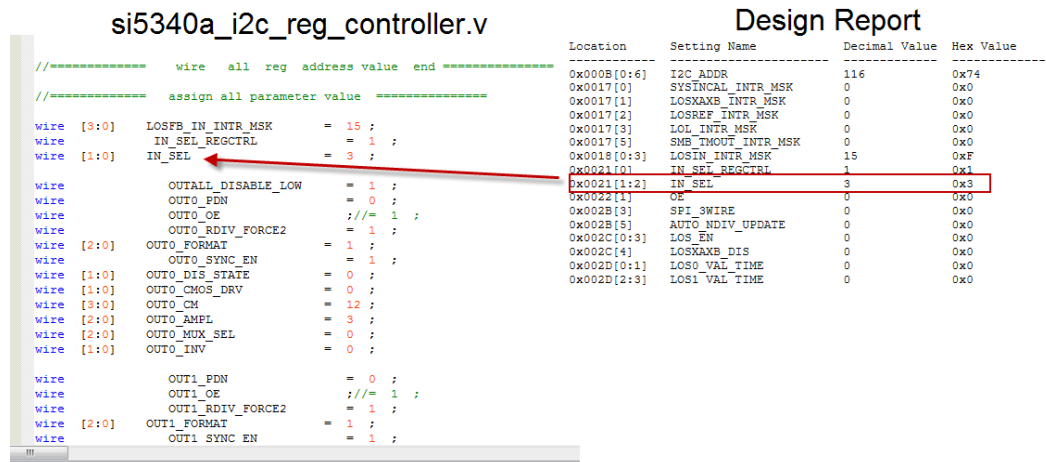 si5340a_i2c_reg_controller.v
//============= wire all reg address value end ===============
//============= assign all parameter value ===============
wire [3:0] LOSFB_IN_INTR_MSK = 15 ;
wire IN_SEL_REGCTRL = 1 ;
wire [1:0] IN_SEL = 3 ;
wire OUTALL_DISABLE_LOW = 1 ;
wire OUT0_PDN = 0 ;
wire OUT0_OE ;//= 1 ;
wire OUT0_RDIV_FORCE2 = 1 ;
wire [2:0] OUT0_FORMAT = 1 ;
wire OUT0_SYNC_EN = 1 ;
wire [1:0] OUT0_DIS_STATE = 0 ;
wire [1:0] OUT0_CMOS_DRV = 0 ;
wire [3:0] OUT0_CM = 12 ;
wire [2:0] OUT0_AMPL = 3 ;
wire [2:0] OUT0_MUX_SEL = 0 ;
wire [1:0] OUT0_INV = 0 ;
wire OUT1_PDN = 0 ;
wire OUT1_OE ;//= 1 ;
wire OUT1_RDIV_FORCE2 = 1 ;
wire [2:0] OUT1_FORMAT = 1 ;
wire OUT1_SYNC_EN = 1 ;
Design Report
Location Setting Name Decimal Value Hex Value
------------ ---------------------- ------------- -------------
0x000B[0:6] I2C_ADDR 116 0x74
0x0017[0] SYSINCAL_INTR_MSK 0 0x0
0x0017[1] LOSXAXB_INTR_MSK 0 0x0
0x0017[2] LOSREF_INTR_MSK 0 0x0
0x0017[3] LOL_INTR_MSK 0 0x0
0x0017[5] SMB_TMOUT_INTR_MSK 0 0x0
0x0018[0:3] LOSIN_INTR_MSK 15 0xF
0x0021[0] IN_SEL_REGCTRL 1 0x1
0x0021[1:2] IN_SEL 3 0x3
0x0022[1] OE 0 0x0
0x002B[3] SPI_3WIRE 0 0x0
0x002B[5] AUTO_NDIV_UPDATE 0 0x0
0x002C[0:3] LOS_EN 0 0x0
0x002C[4] LOSXAXB_DIS 0 0x0
0x002D[0:1] LOS0_VAL_TIME 0 0x0
0x002D[2:3] LOS1_VAL_TIME 0 0x0